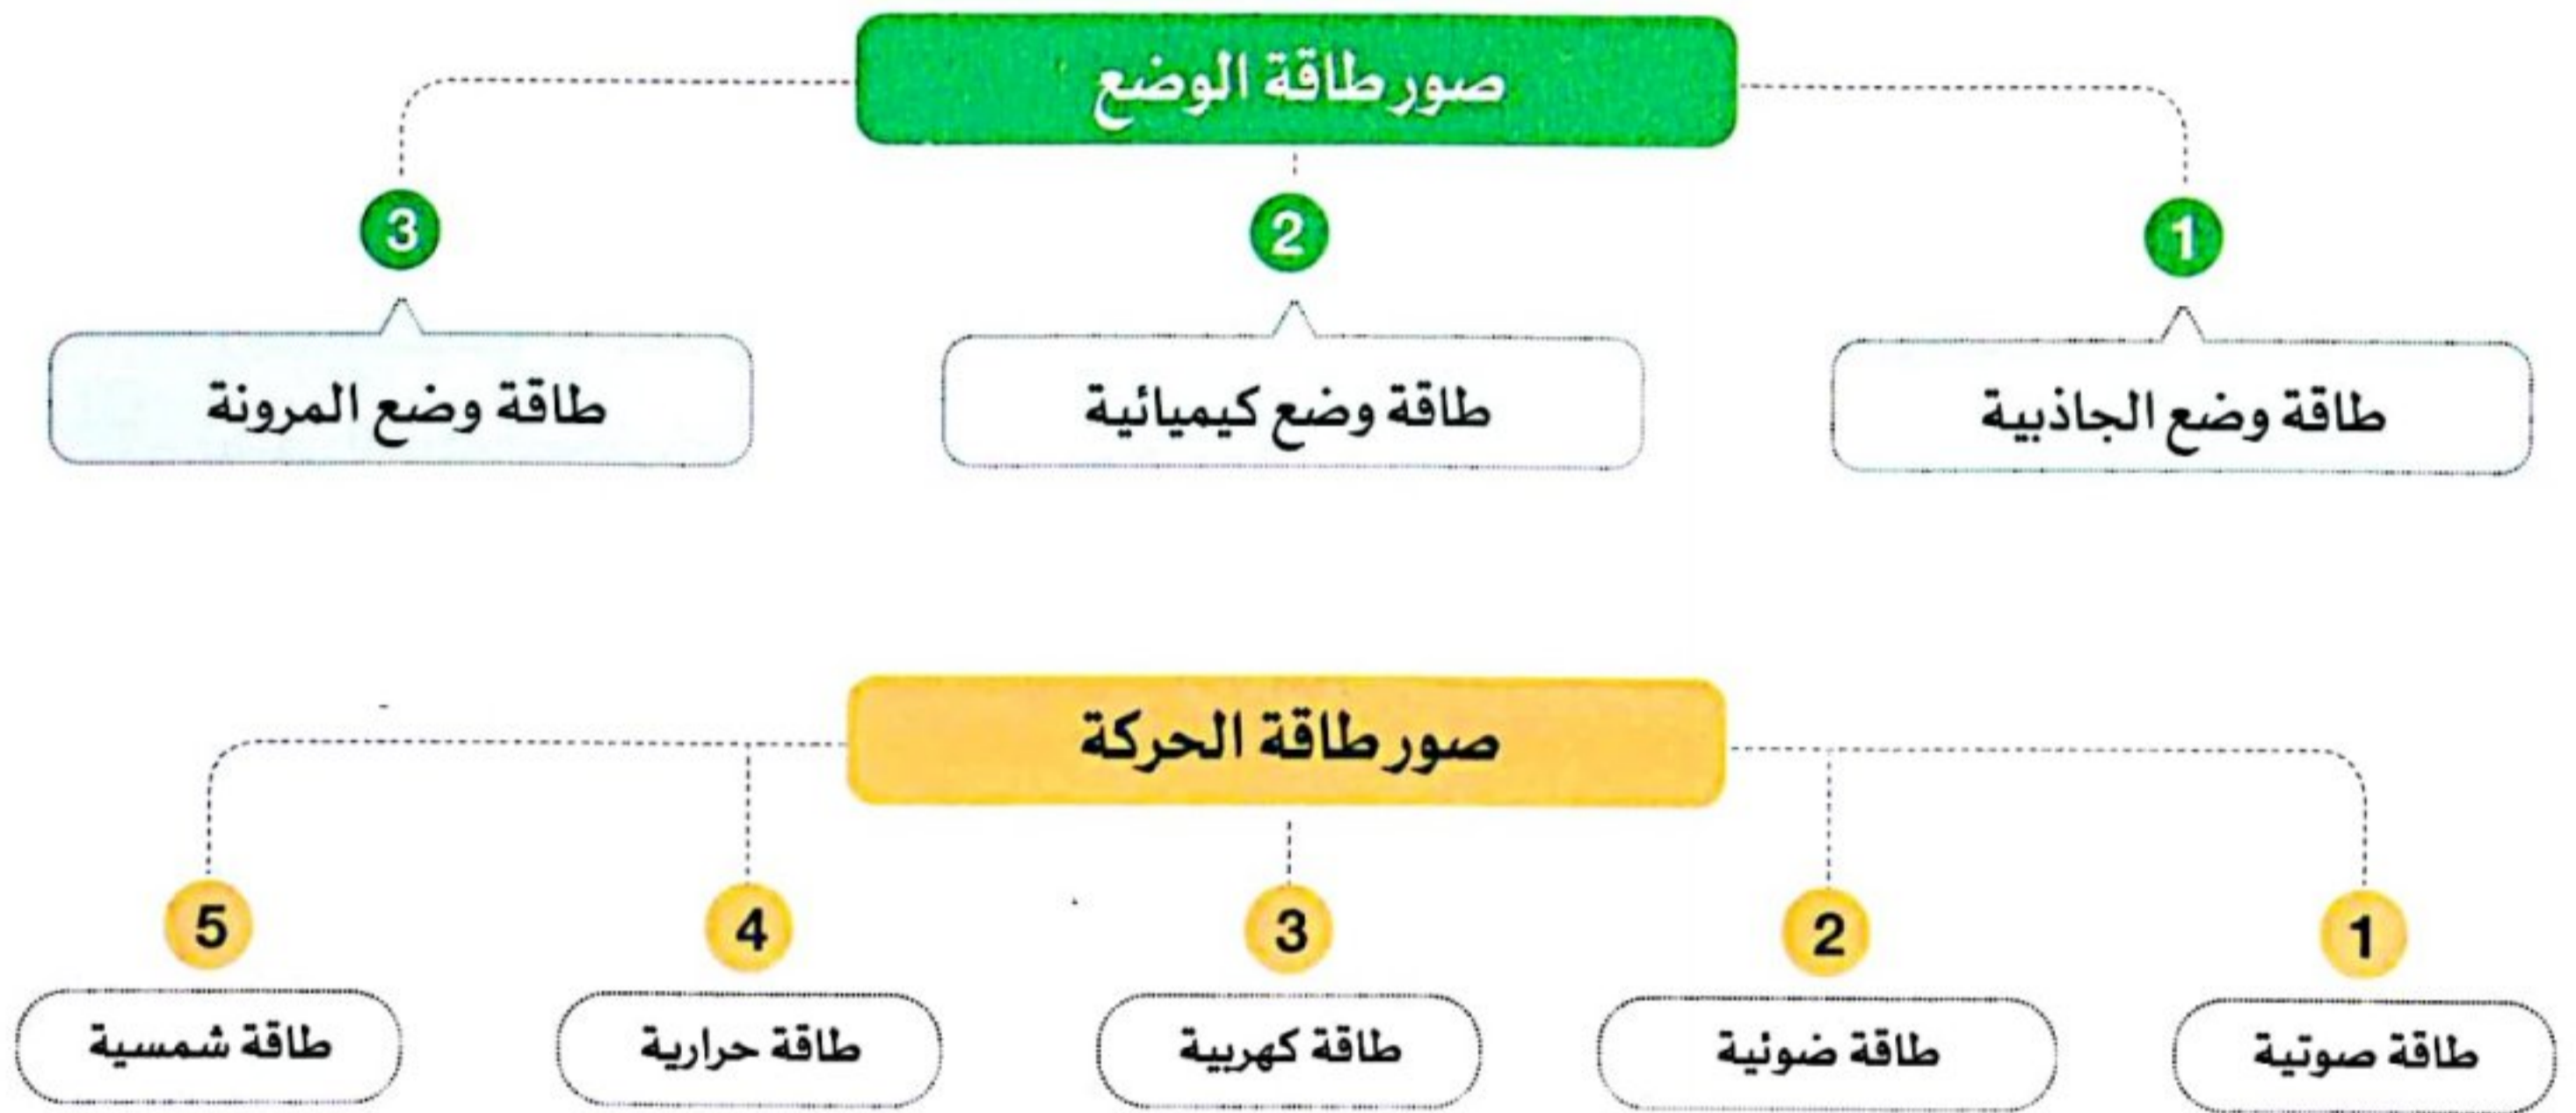 صور طاقة الوضع
1
2
3
طاقة وضع الجاذبية
طاقة وضع كيميائية
طاقة وضع المرونة
صور طاقة الحركة
1
2
3
4
5
طاقة صوتية
طاقة ضوئية
طاقة كهربية
طاقة حرارية
طاقة شمسية